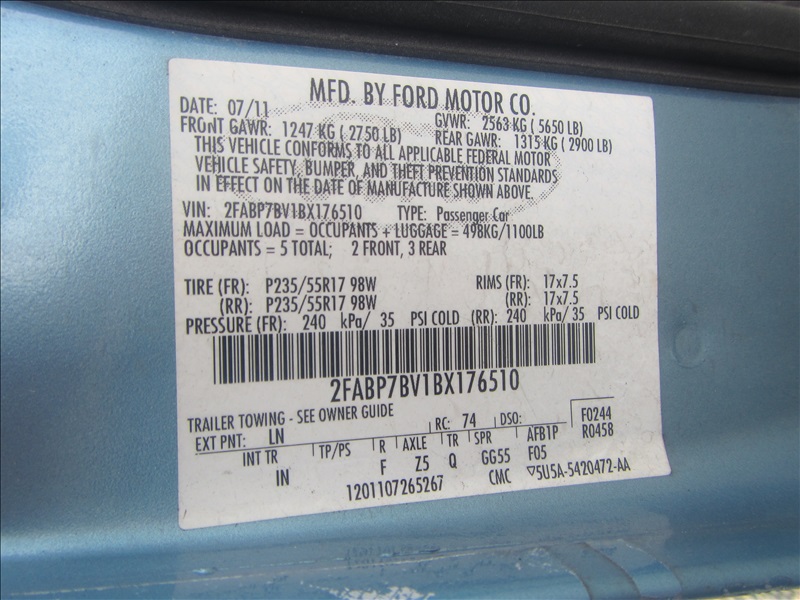 MFD. BY FORD MOTOR CO.
DATE: 07/11 GVWR: 2563 KG ( 5650 LB)
FRONT GAWR: 1247 KG ( 2750 LB) REAR GAWR: 1315 KG ( 2900 LB)
THIS VEHICLE CONFORMS TO ALL APPLICABLE FEDERAL MOTOR
VEHICLE SAFETY, BUMPER, AND THEFT PREVENTION STANDARDS
IN EFFECT ON THE DATE OF MANUFACTURE SHOWN ABOVE.
VIN: 2FABP7BV1BX176510 TYPE: Passenger Car
MAXIMUM LOAD = OCCUPANTS + LUGGAGE = 498KG/1100LB
OCCUPANTS = 5 TOTAL; 2 FRONT, 3 REAR
TIRE (FR): P235/55R17 98W RIMS (FR): 17x7.5
(RR): P235/55R17 98W (RR): 17x7.5
PRESSURE (FR): 240 kPa/ 35 PSI COLD (RR): 240 kPa/ 35 PSI COLD
2FABP7BV1BX176510
TRAILER TOWING - SEE OWNER GUIDE
EXT PNT: LN RC: 74 DSO: F0244
R0458
INT TR TP/PS R AXLE TR SPR AFB1P
IN F Z5 Q GG55 F05
1201107265267 CMC ▽5U5A-5420472-AA